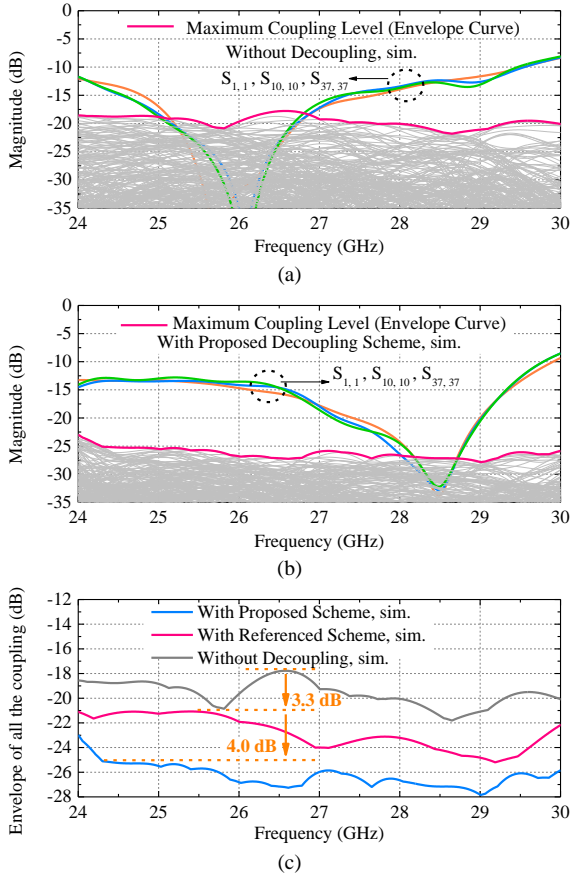 0
-5
-10
-15
-20
-25
-30
-35
Magnitude (dB)
Maximum Coupling Level (Envelope Curve)
Without Decoupling, sim.
S1, 1 , S10, 10 , S37, 37
24 25 26 27 28 29 30
Frequency (GHz)
(a)
0
-5
-10
-15
-20
-25
-30
-35
Magnitude (dB)
Maximum Coupling Level (Envelope Curve)
With Proposed Decoupling Scheme, sim.
S1, 1 , S10, 10 , S37, 37
24 25 26 27 28 29 30
Frequency (GHz)
(b)
-12
-14
-16
-18
-20
-22
-24
-26
-28
Envelope of all the coupling (dB)
With Proposed Scheme, sim.
With Referenced Scheme, sim.
Without Decoupling, sim.
3.3 dB
4.0 dB
24 25 26 27 28 29 30
Frequency (GHz)
(c)